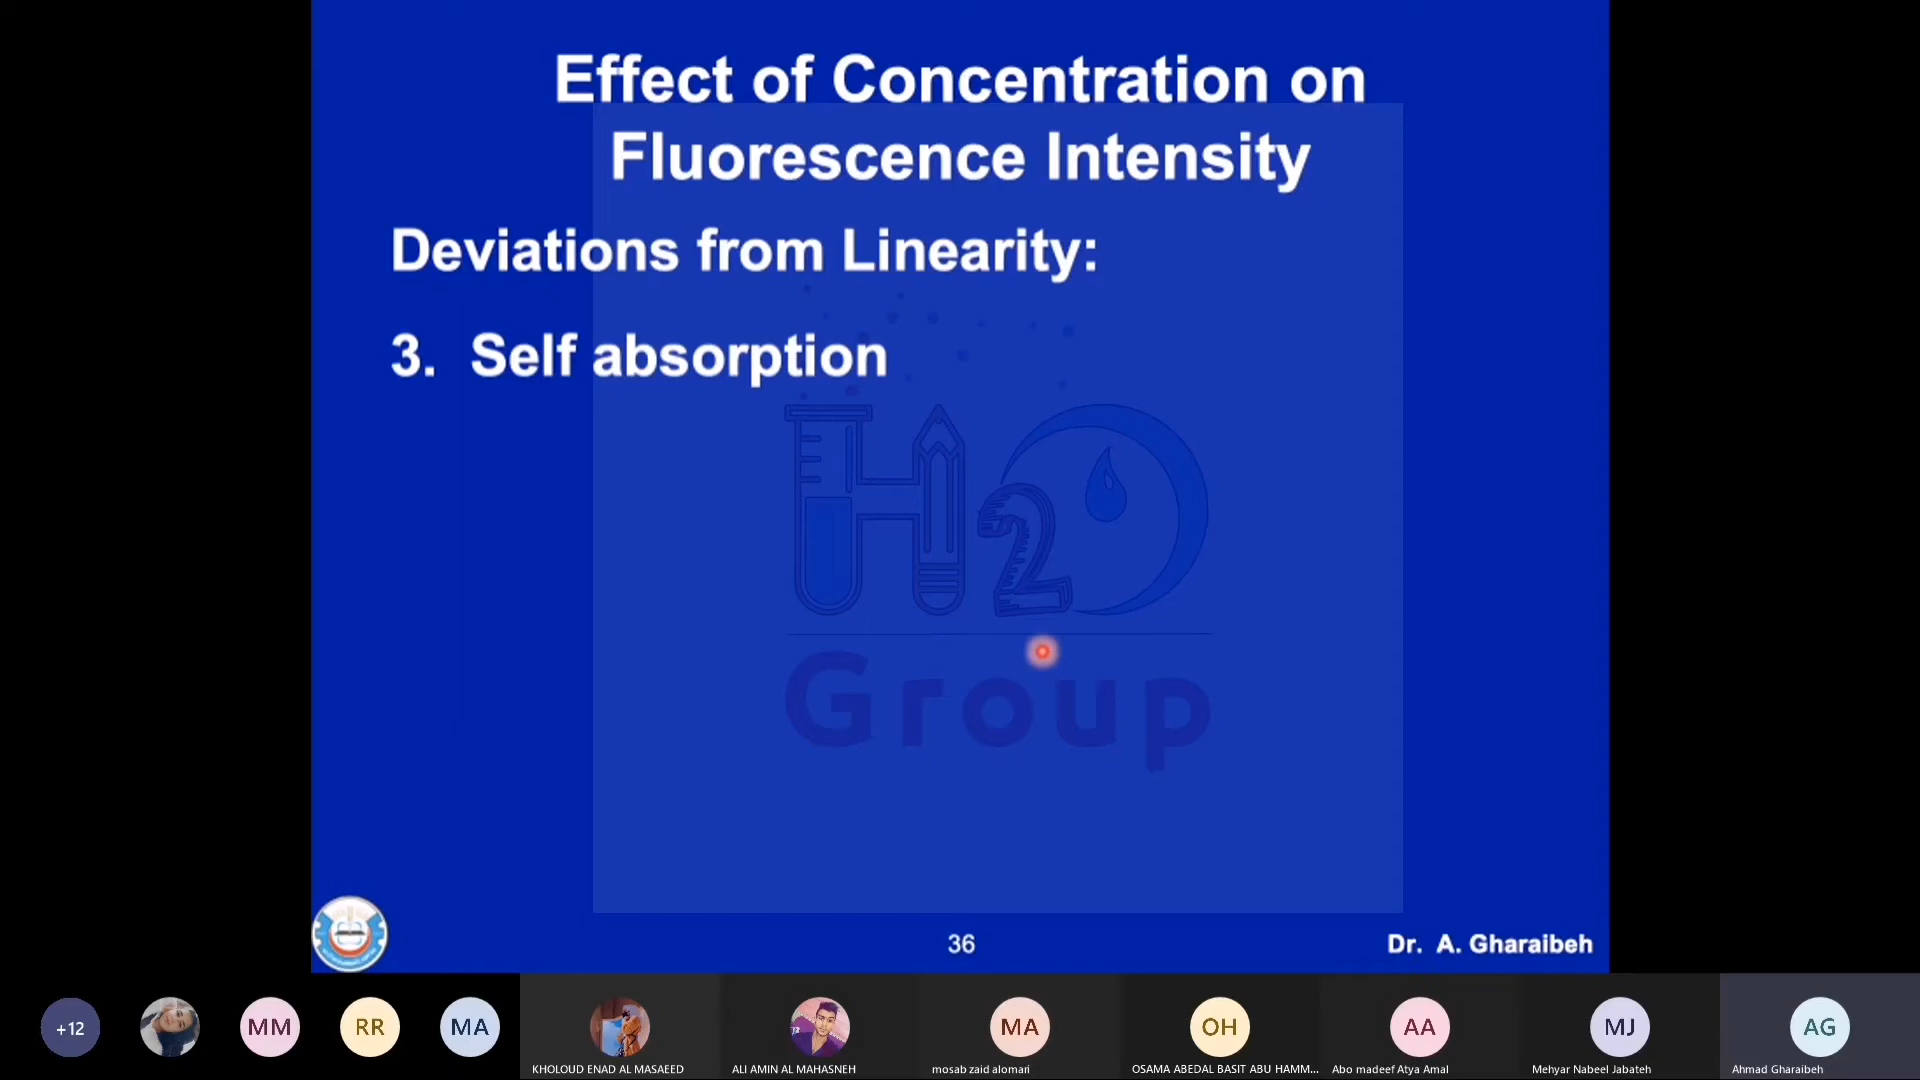 Effect of Concentration on
Fluorescence Intensity
Deviations from Linearity:
3. Self absorption
H2O
Group
36
Dr. A. Gharaibeh
+12
MM
RR
MA
MA
OH
AA
MJ
AG
KHOLOUD ENAD AL MASAEED
ALI AMIN AL MAHASNEH
mosab zaid alomari
OSAMA ABEDAL BASIT ABU HAMM...
Abo madeef Atya Amal
Mehyar Nabeel Jabateh
Ahmad Gharaibeh